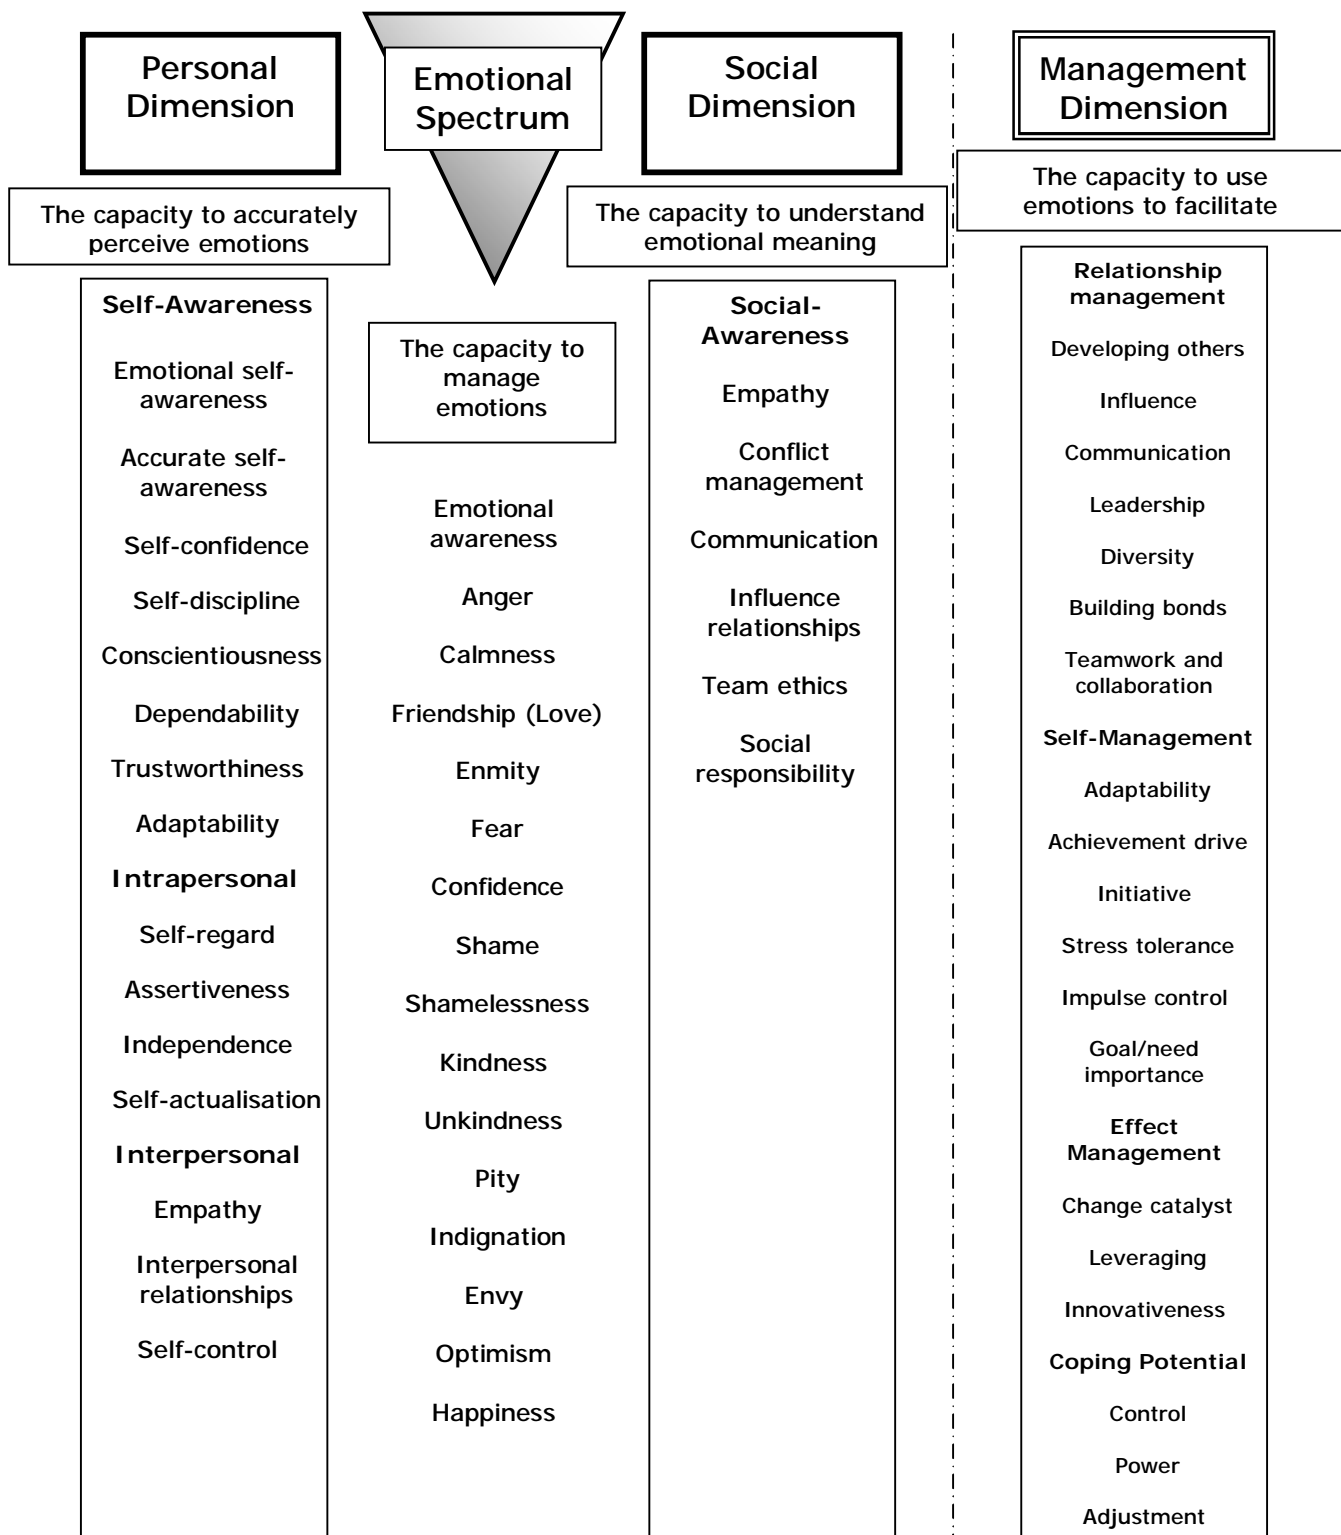 Personal
Dimension
The capacity to accurately
perceive emotions
Self-Awareness
Emotional self-
awareness
Accurate self-
awareness
Self-confidence
Self-discipline
Conscientiousness
Dependability
Trustworthiness
Adaptability
Intrapersonal
Self-regard
Assertiveness
Independence
Self-actualisation
Interpersonal
Empathy
Interpersonal
relationships
Self-control
Emotional
Spectrum
The capacity to
manage
emotions
Emotional
awareness
Anger
Calmness
Friendship (Love)
Enmity
Fear
Confidence
Shame
Shamelessness
Kindness
Unkindness
Pity
Indignation
Envy
Optimism
Happiness
Social
Dimension
The capacity to understand
emotional meaning
Social-
Awareness
Empathy
Conflict
management
Communication
Influence
relationships
Team ethics
Social
responsibility
Management
Dimension
The capacity to use
emotions to facilitate
Relationship
management
Developing others
Influence
Communication
Leadership
Diversity
Building bonds
Teamwork and
collaboration
Self-Management
Adaptability
Achievement drive
Initiative
Stress tolerance
Impulse control
Goal/need
importance
Effect
Management
Change catalyst
Leveraging
Innovativeness
Coping Potential
Control
Power
Adjustment